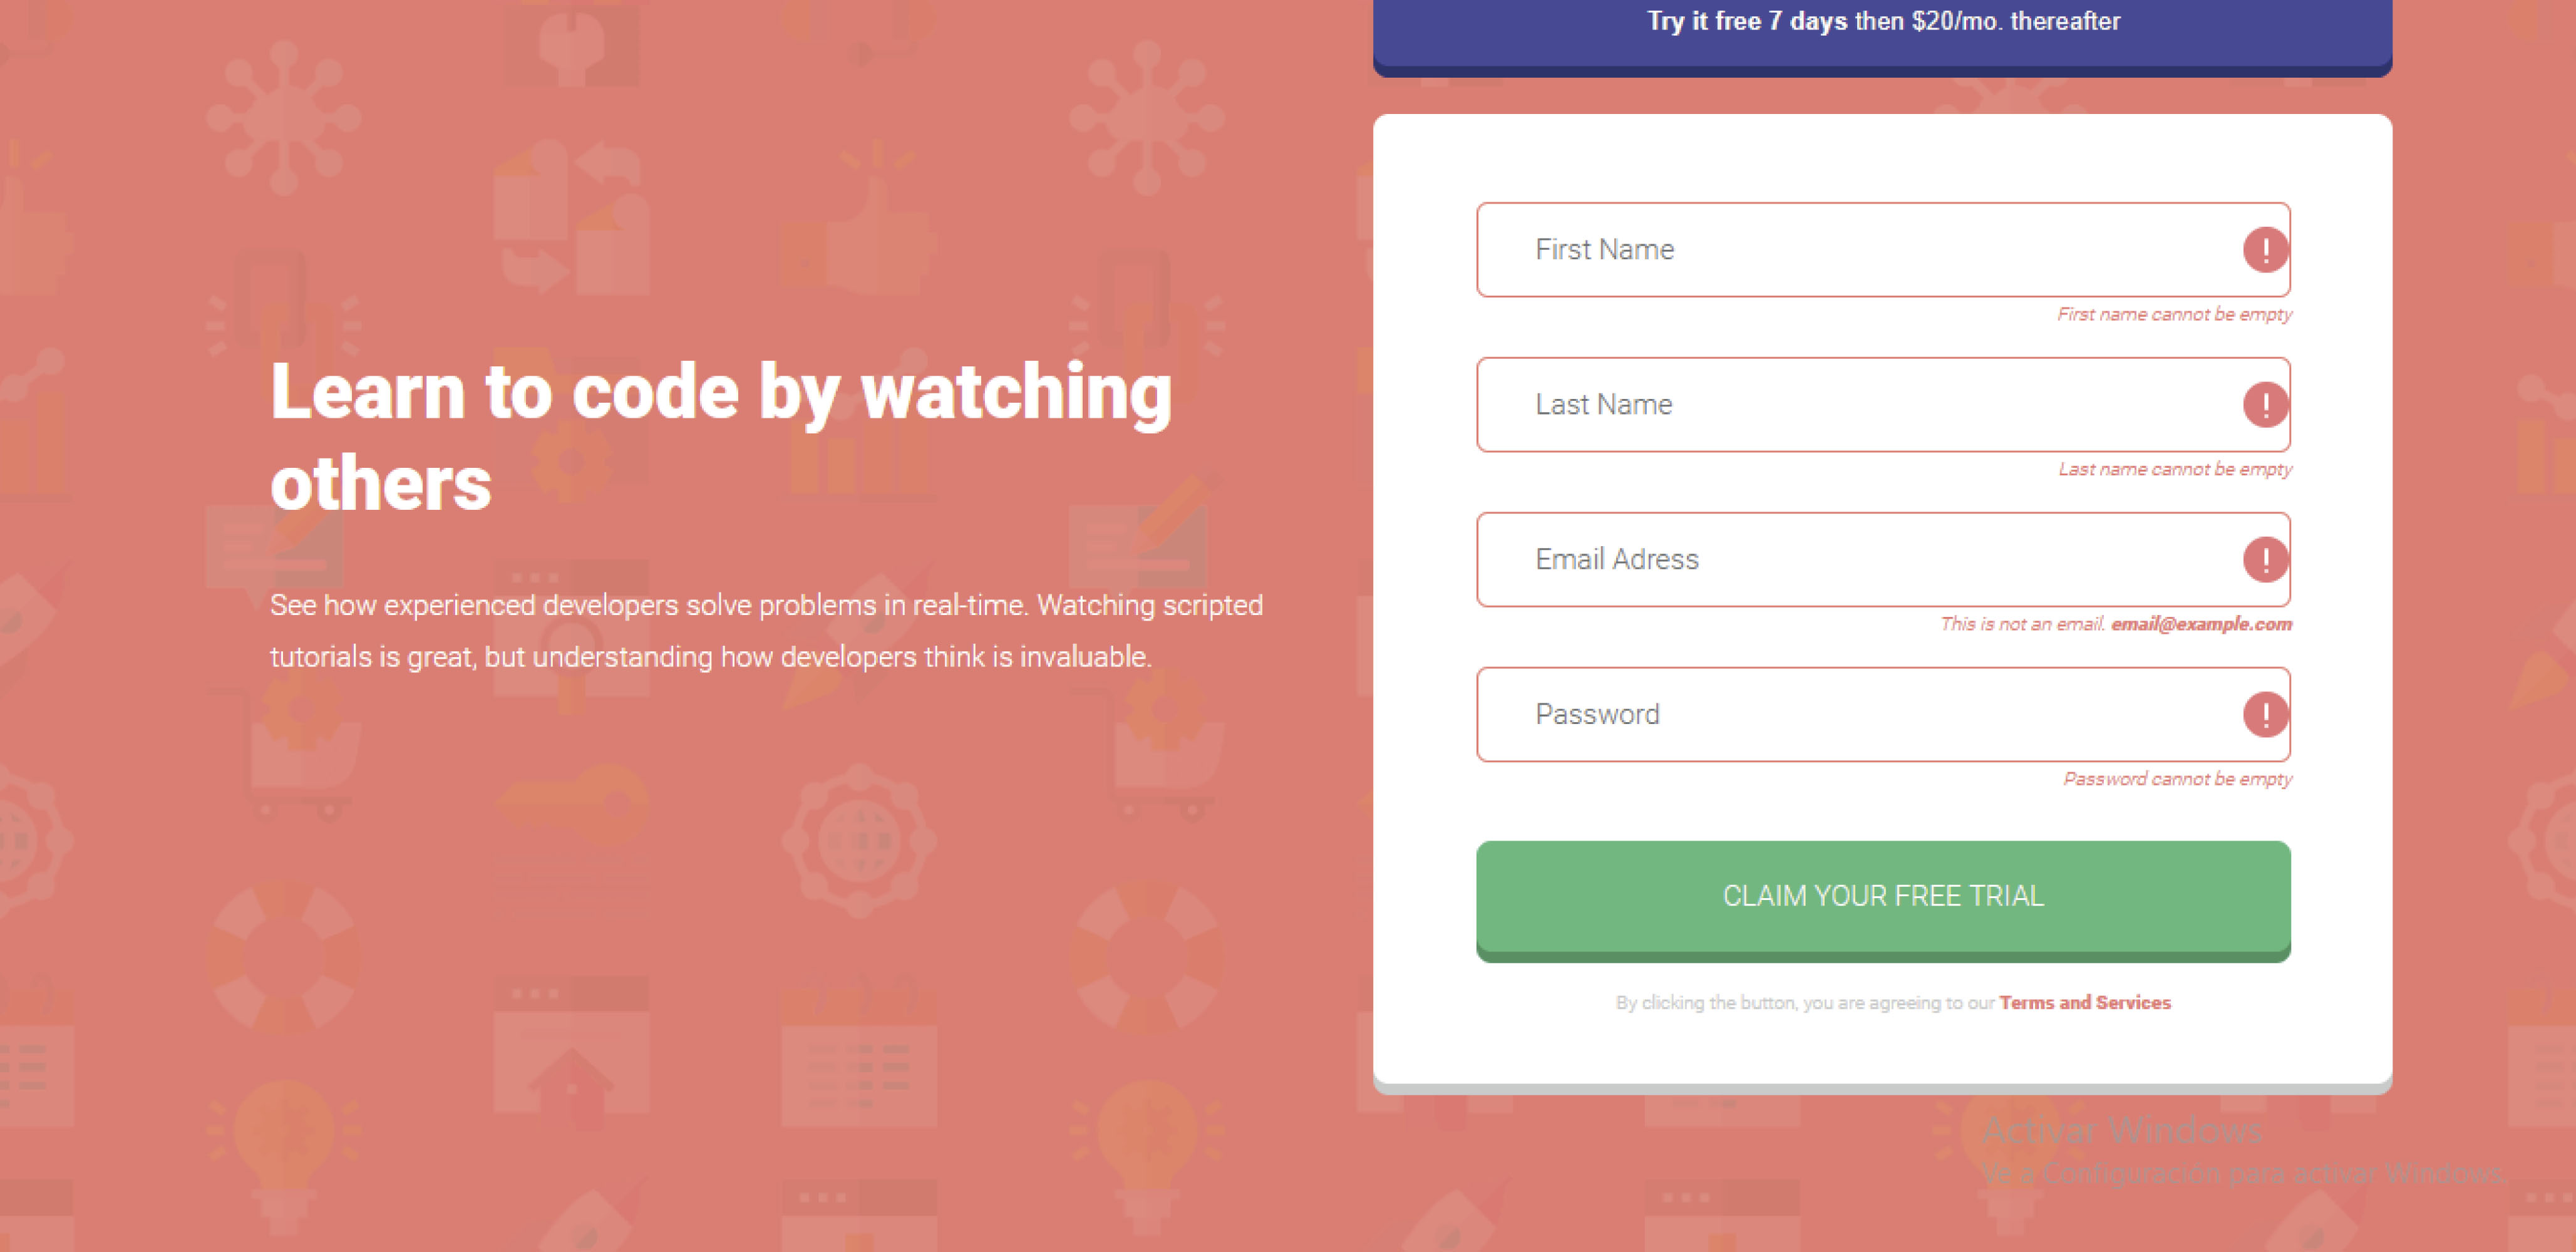 Try it free 7 days then $20/mo. thereafter
Learn to code by watching
others
See how experienced developers solve problems in real-time. Watching scripted
tutorials is great, but understanding how developers think is invaluable.
First Name
First name cannot be empty
Last Name
Last name cannot be empty
Email Adress
This is not an email. email@example.com
Password
Password cannot be empty
CLAIM YOUR FREE TRIAL
By clicking the button, you are agreeing to our Terms and Services
Activar Windows
Ve a Configuración para activar Windows.